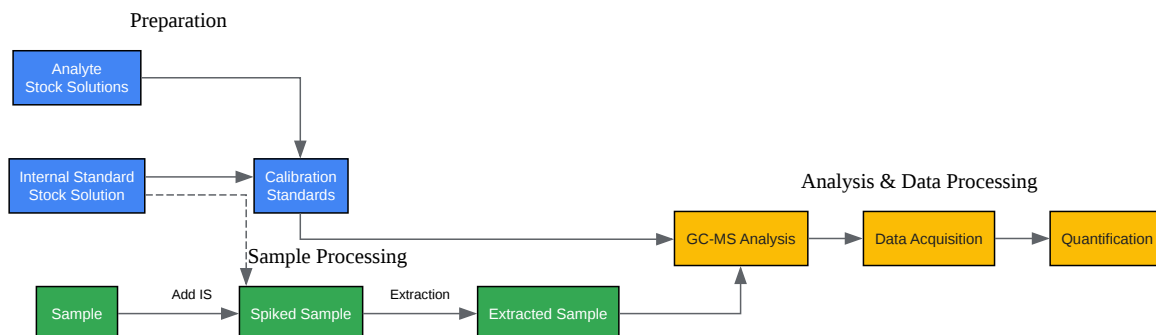 Preparation
Analyte
Stock Solutions
Internal Standard
Stock Solution
Calibration
Standards
Analysis & Data Processing
GC-MS Analysis
Data Acquisition
Quantification
Sample Processing
Sample
Add IS
Spiked Sample
Extraction
Extracted Sample